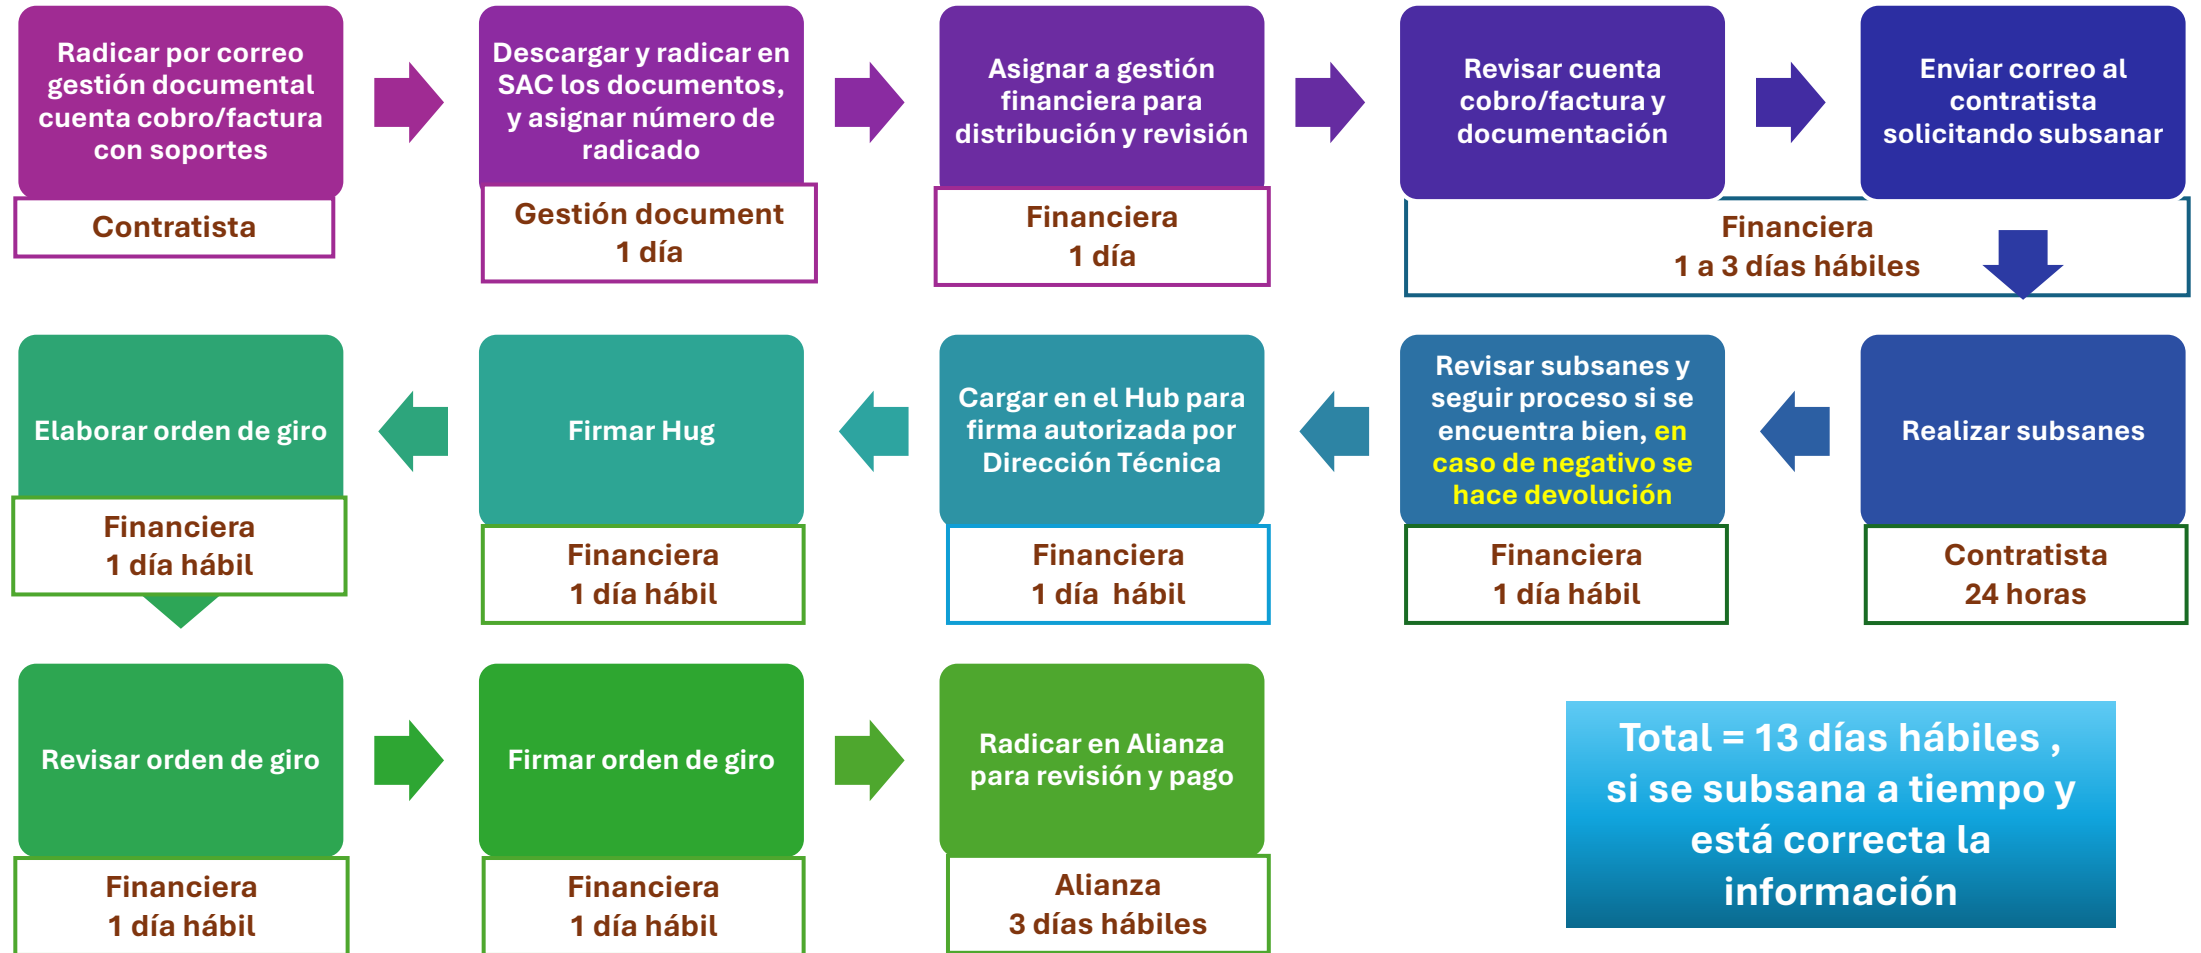 Radicar por correo
gestión documental
cuenta cobro/factura
con soportes
Contratista
Descargar y radicar en
SAC los documentos,
y asignar número de
radicado
Gestión document
1 día
Asignar a gestión
financiera para
distribución y revisión
Financiera
1 día
Revisar cuenta
cobro/factura y
documentación
Enviar correo al
contratista
solicitando subsanar
Financiera
1 a 3 días hábiles
Realizar subsanes
Contratista
24 horas
Revisar subsanes y
seguir proceso si se
encuentra bien, en
caso de negativo se
hace devolución
Financiera
1 día hábil
Cargar en el Hub para
firma autorizada por
Dirección Técnica
Financiera
1 día  hábil
Firmar Hug
Financiera
1 día hábil
Elaborar orden de giro
Financiera
1 día hábil
Revisar orden de giro
Financiera
1 día hábil
Firmar orden de giro
Financiera
1 día hábil
Radicar en Alianza
para revisión y pago
Alianza
3 días hábiles
Total = 13 días hábiles ,
si se subsana a tiempo y
está correcta la
información